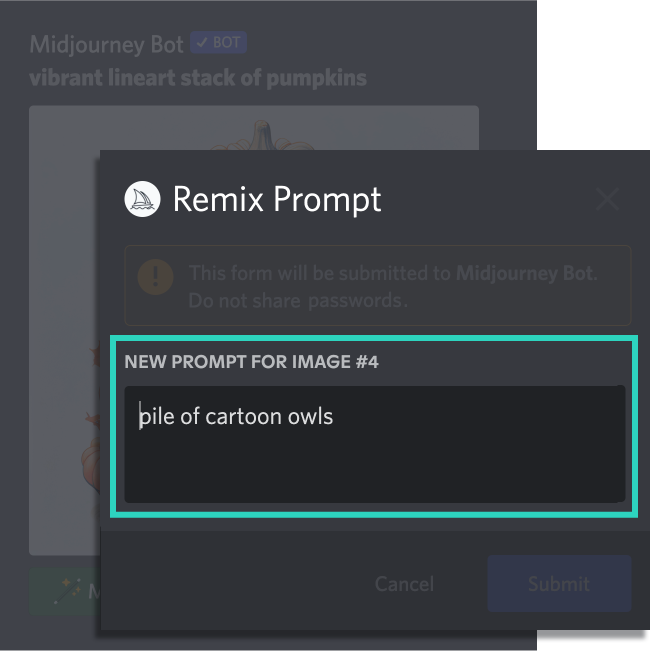 Midjourney Bot ✓ BOT
vibrant lineart stack of pumpkins
Remix Prompt
This form will be submitted to Midjourney Bot.
Do not share passwords.
NEW PROMPT FOR IMAGE #4
pile of cartoon owls
M
Cancel
Submit